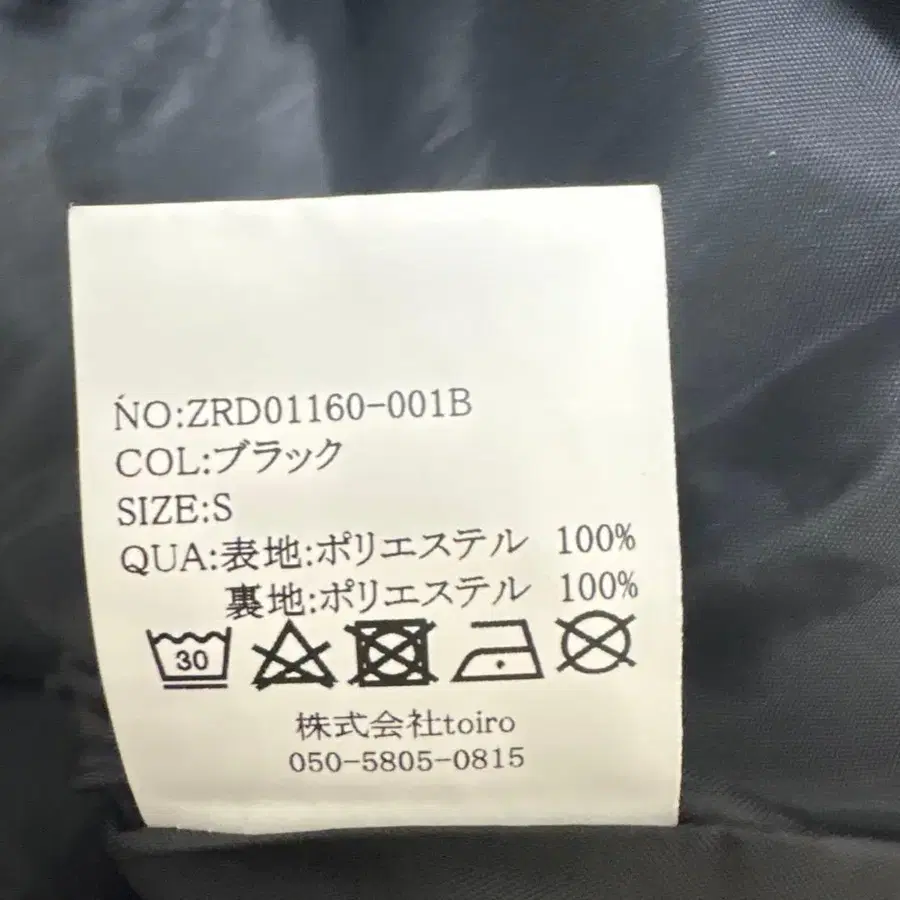 NO:ZRD01160-001B
COL:ブラック
SIZE:S
QUA:表地:ポリエステル 100%
裏地:ポリエステル 100%
30
株式会社toiro
050-5805-0815